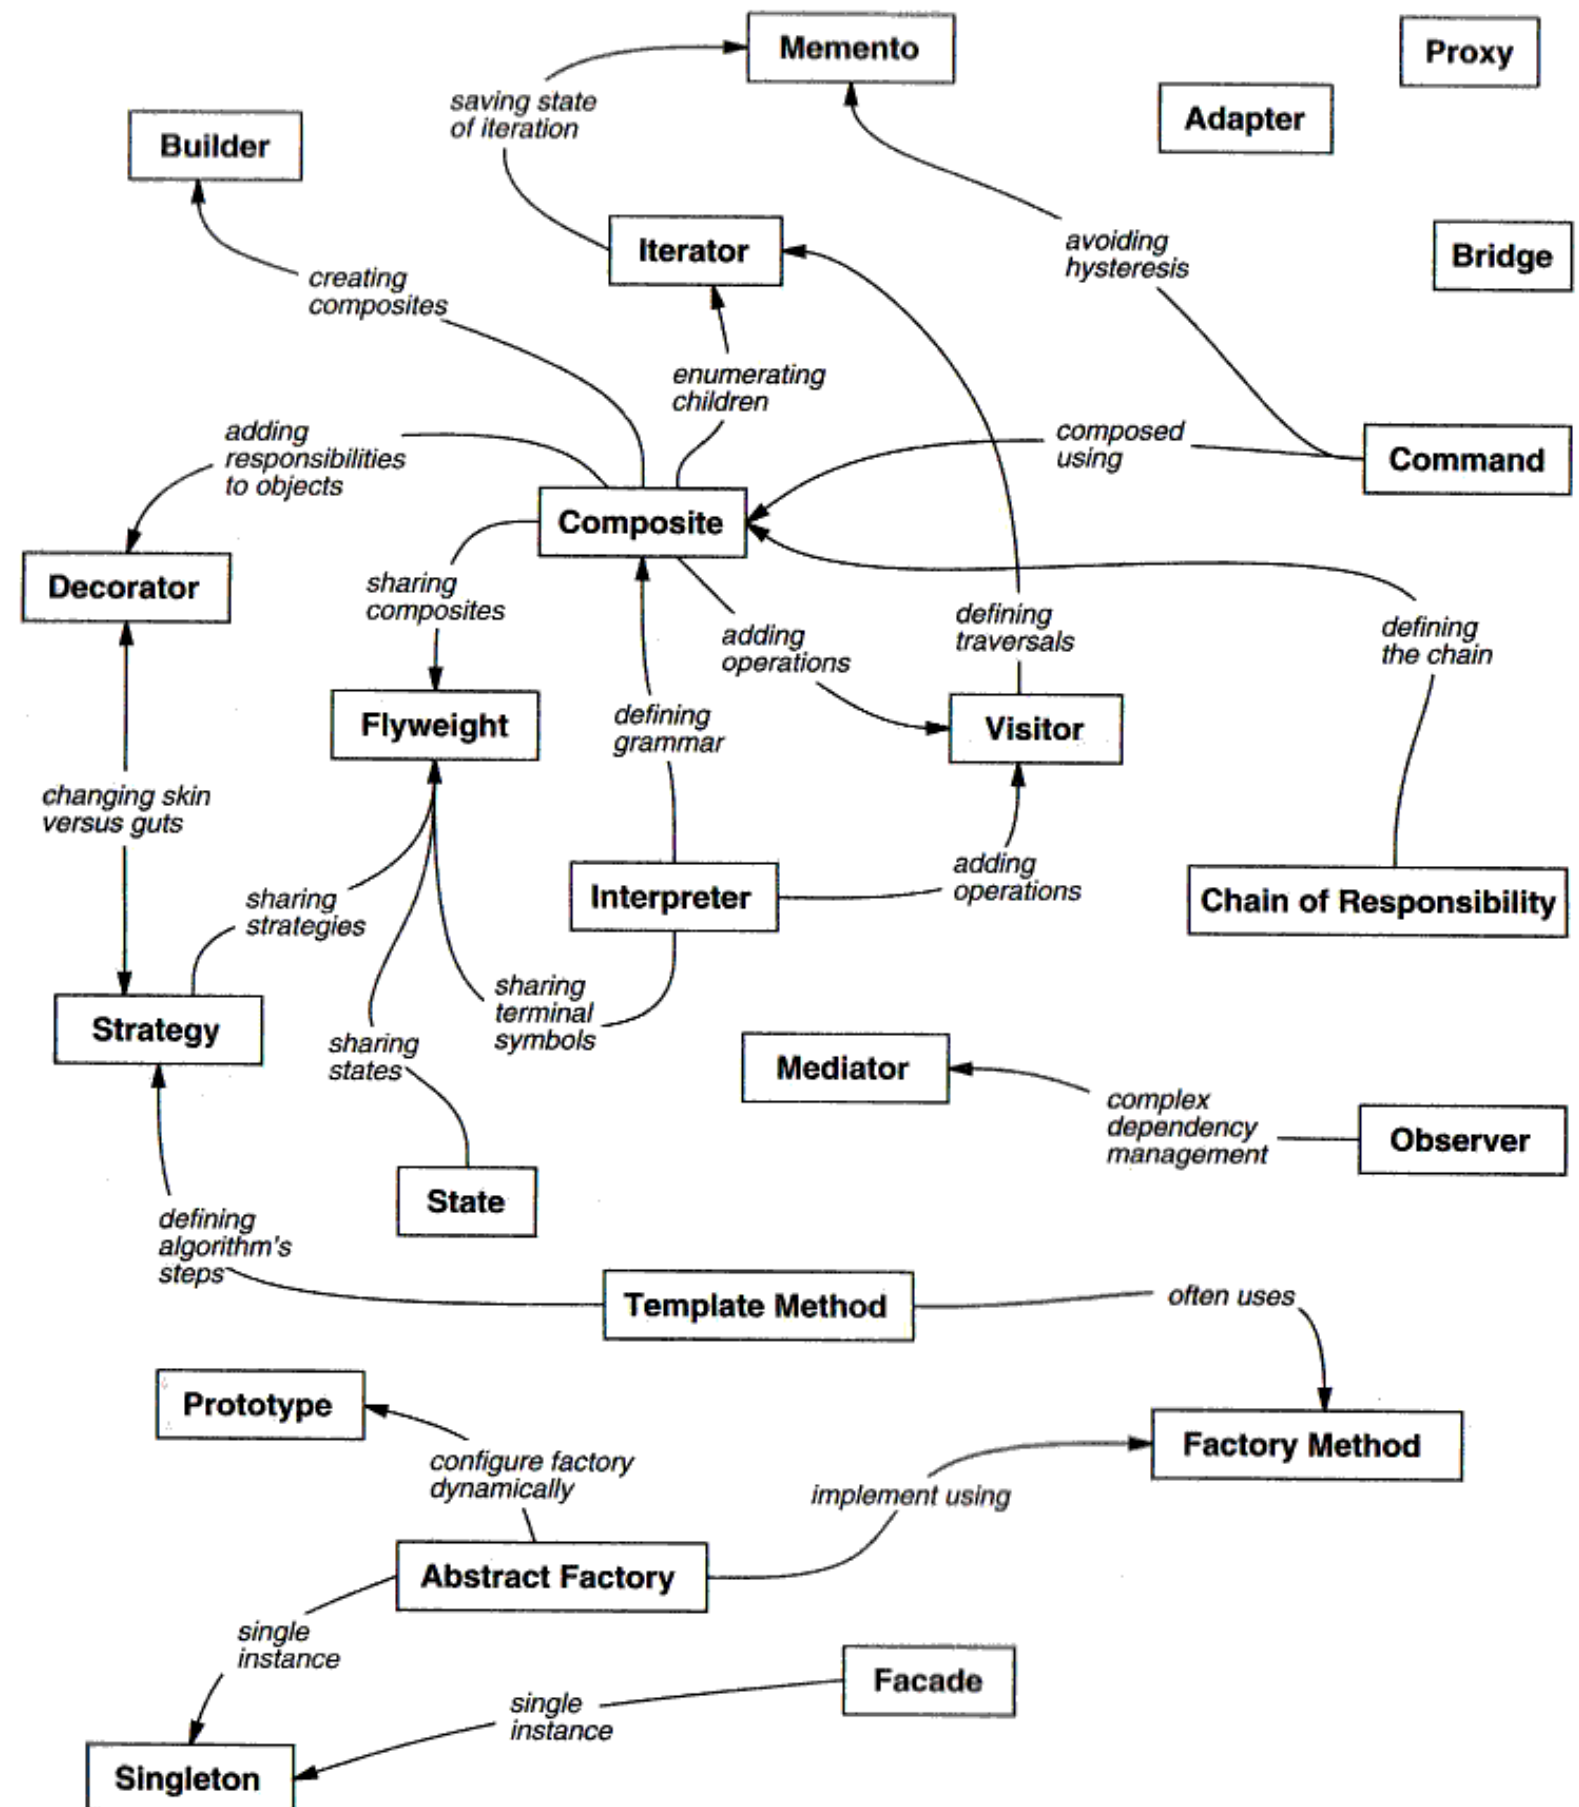 Memento
Proxy
Adapter
saving state
of iteration
Builder
Iterator
avoiding
hysteresis
Bridge
creating
composites
enumerating
children
adding
responsibilities
to objects
composed
using
Command
Composite
Decorator
sharing
composites
adding
operations
defining
traversals
defining
the chain
Flyweight
defining
grammar
Visitor
changing skin
versus guts
sharing
strategies
Interpreter
adding
operations
Chain of Responsibility
sharing
terminal
symbols
Strategy
sharing
states
Mediator
complex
dependency
management
Observer
State
defining
algorithm's
steps
Template Method
often uses
Prototype
configure factory
dynamically
Factory Method
implement using
Abstract Factory
single
instance
Facade
single
instance
Singleton